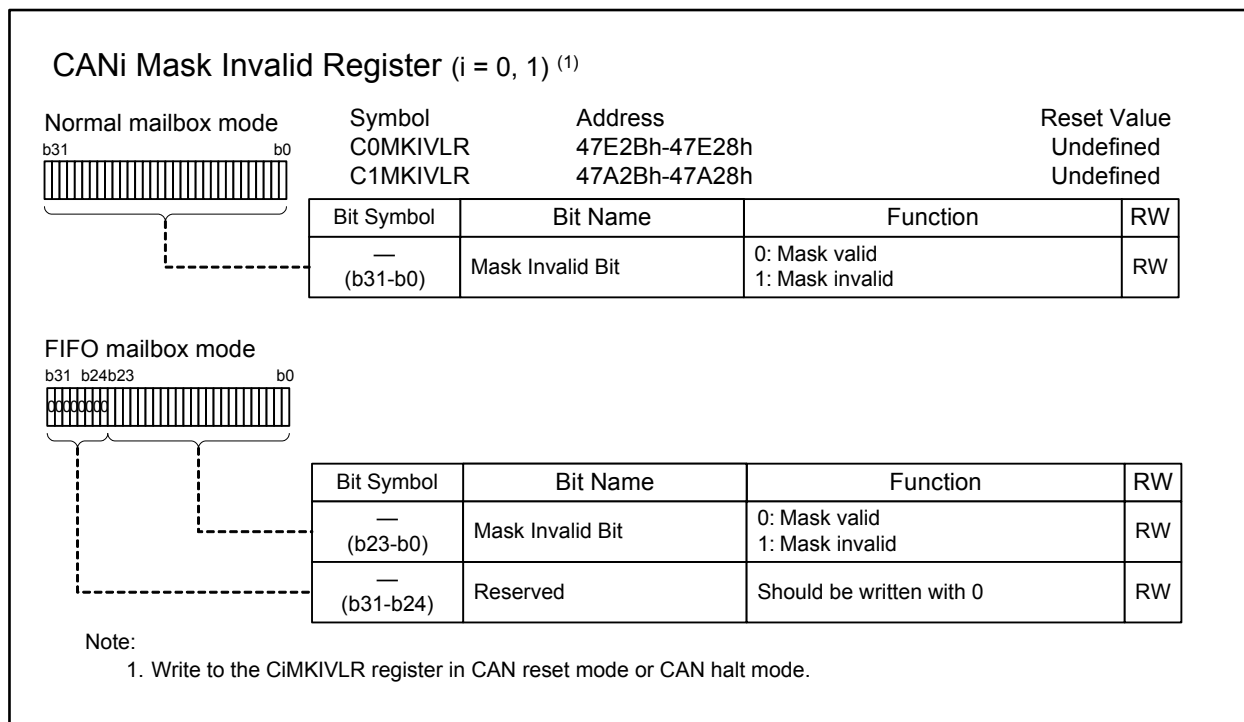 CANi Mask Invalid Register (i = 0, 1) (1)
Normal mailbox mode
b31 b0
Symbol Address Reset Value
C0MKIVLR 47E2Bh-47E28h Undefined
C1MKIVLR 47A2Bh-47A28h Undefined
Bit Symbol Bit Name Function RW
—
(b31-b0) Mask Invalid Bit 0: Mask valid
1: Mask invalid RW
FIFO mailbox mode
b31 b24b23 b0
00000000
Bit Symbol Bit Name Function RW
—
(b23-b0) Mask Invalid Bit 0: Mask valid
1: Mask invalid RW
—
(b31-b24) Reserved Should be written with 0 RW
Note:
1. Write to the CiMKIVLR register in CAN reset mode or CAN halt mode.